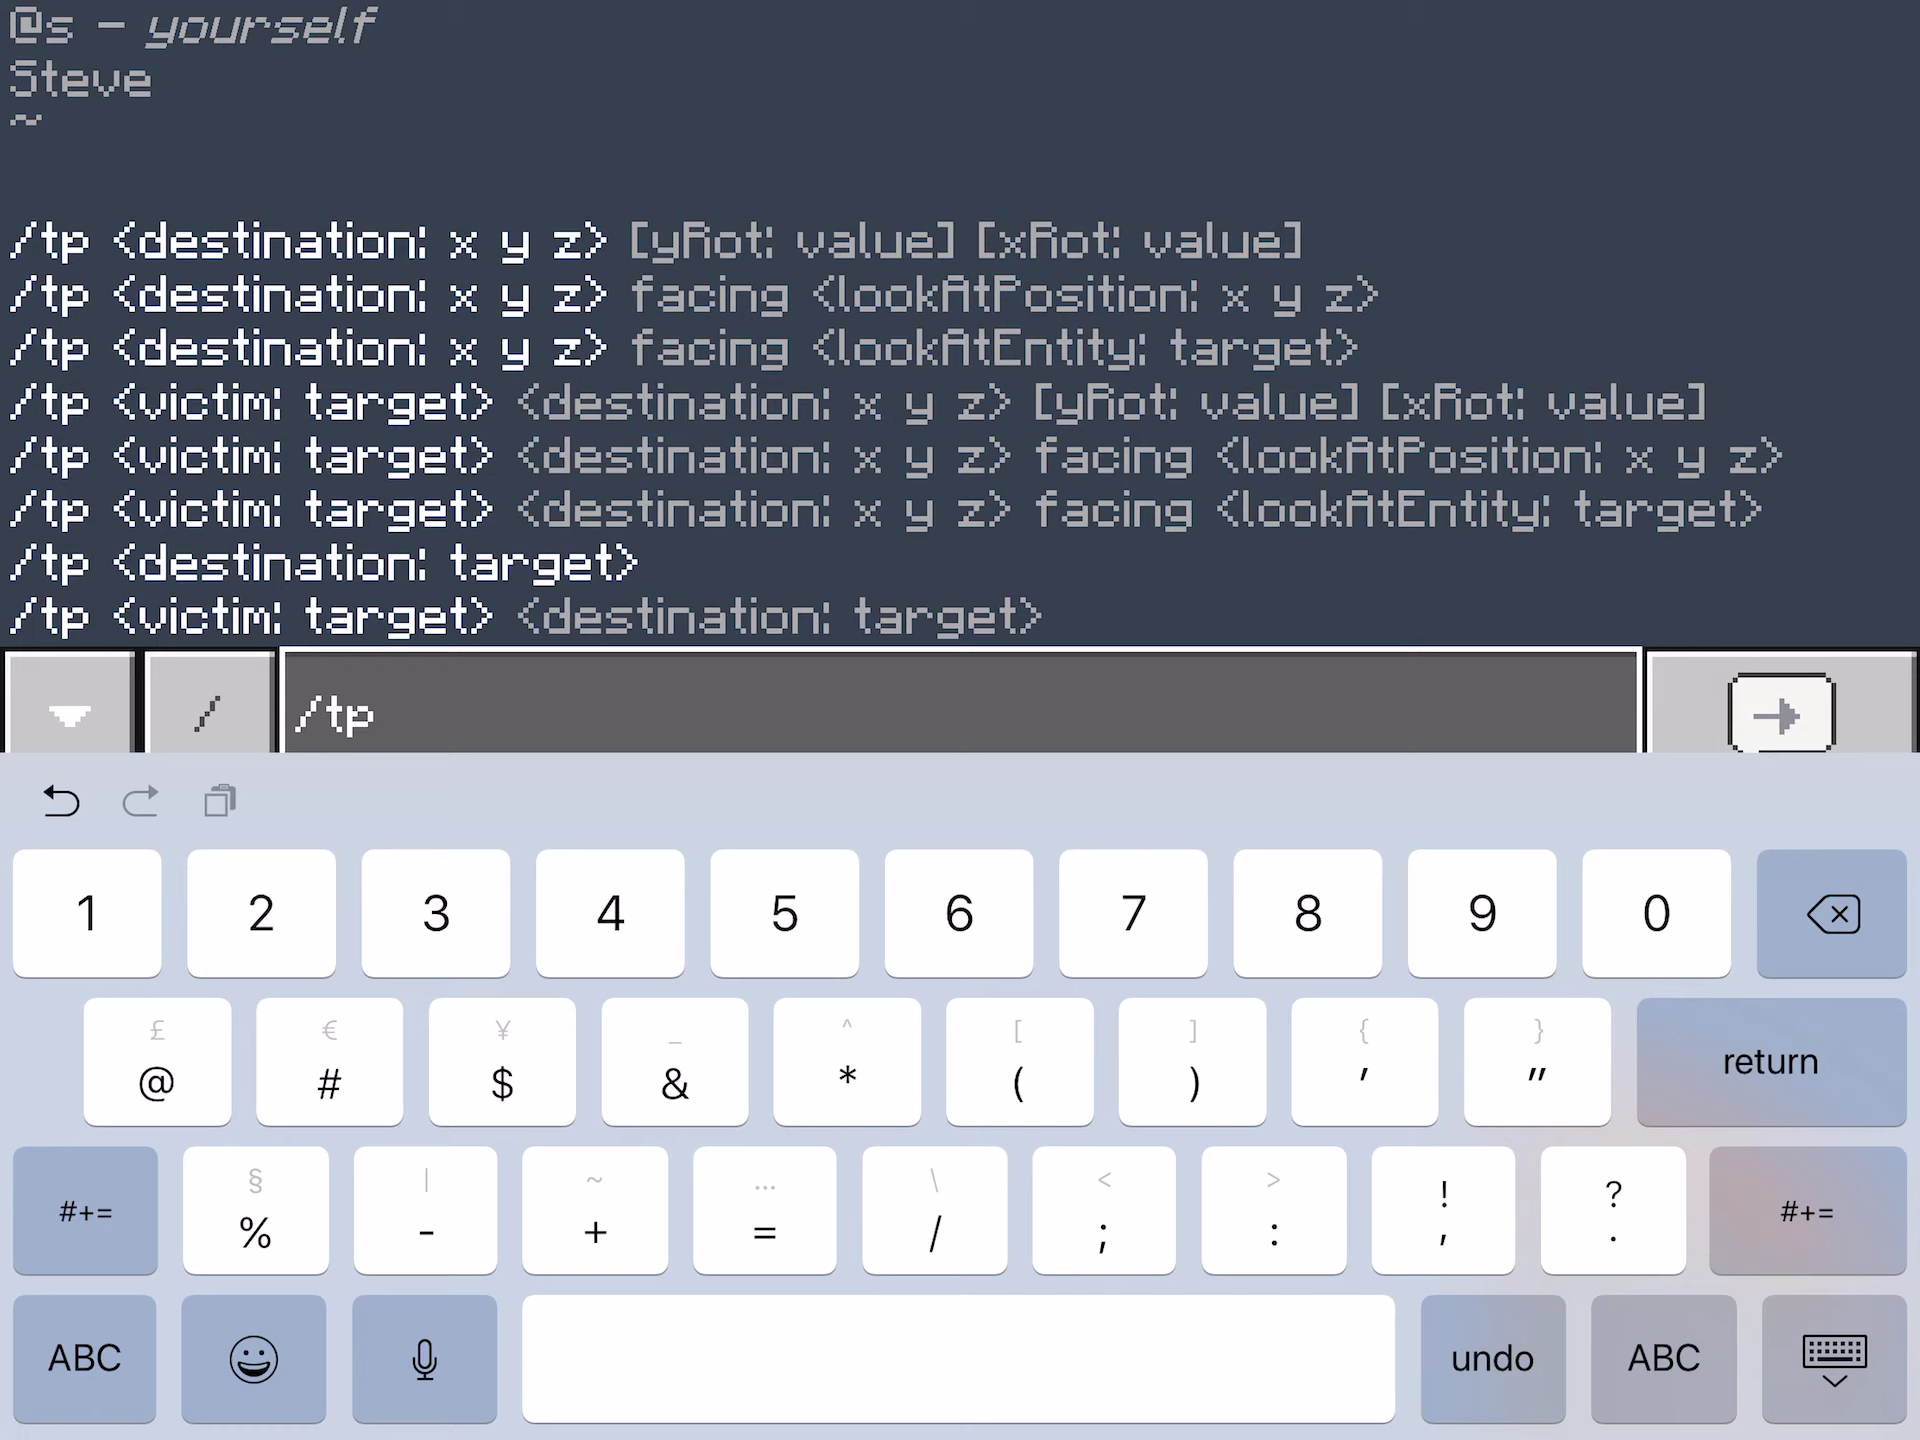 @s - yourself
Steve
~
/tp <destination: x y z> [yRot: value] [xRot: value]
/tp <destination: x y z> facing <lookAtPosition: x y z>
/tp <destination: x y z> facing <lookAtEntity: target>
/tp <victim: target> <destination: x y z> [yRot: value] [xRot: value]
/tp <victim: target> <destination: x y z> facing <lookAtPosition: x y z>
/tp <victim: target> <destination: x y z> facing <lookAtEntity: target>
/tp <destination: target>
/tp <victim: target> <destination: target>
/ /tp
1 2 3 4 5 6 7 8 9 0
£ € ¥ _ ^ [ ] { }
@ # $ & * ( ) ' " return
§ | ~ … \ < > ! ?
#+= % - + = / ; : , . #+=
ABC undo ABC